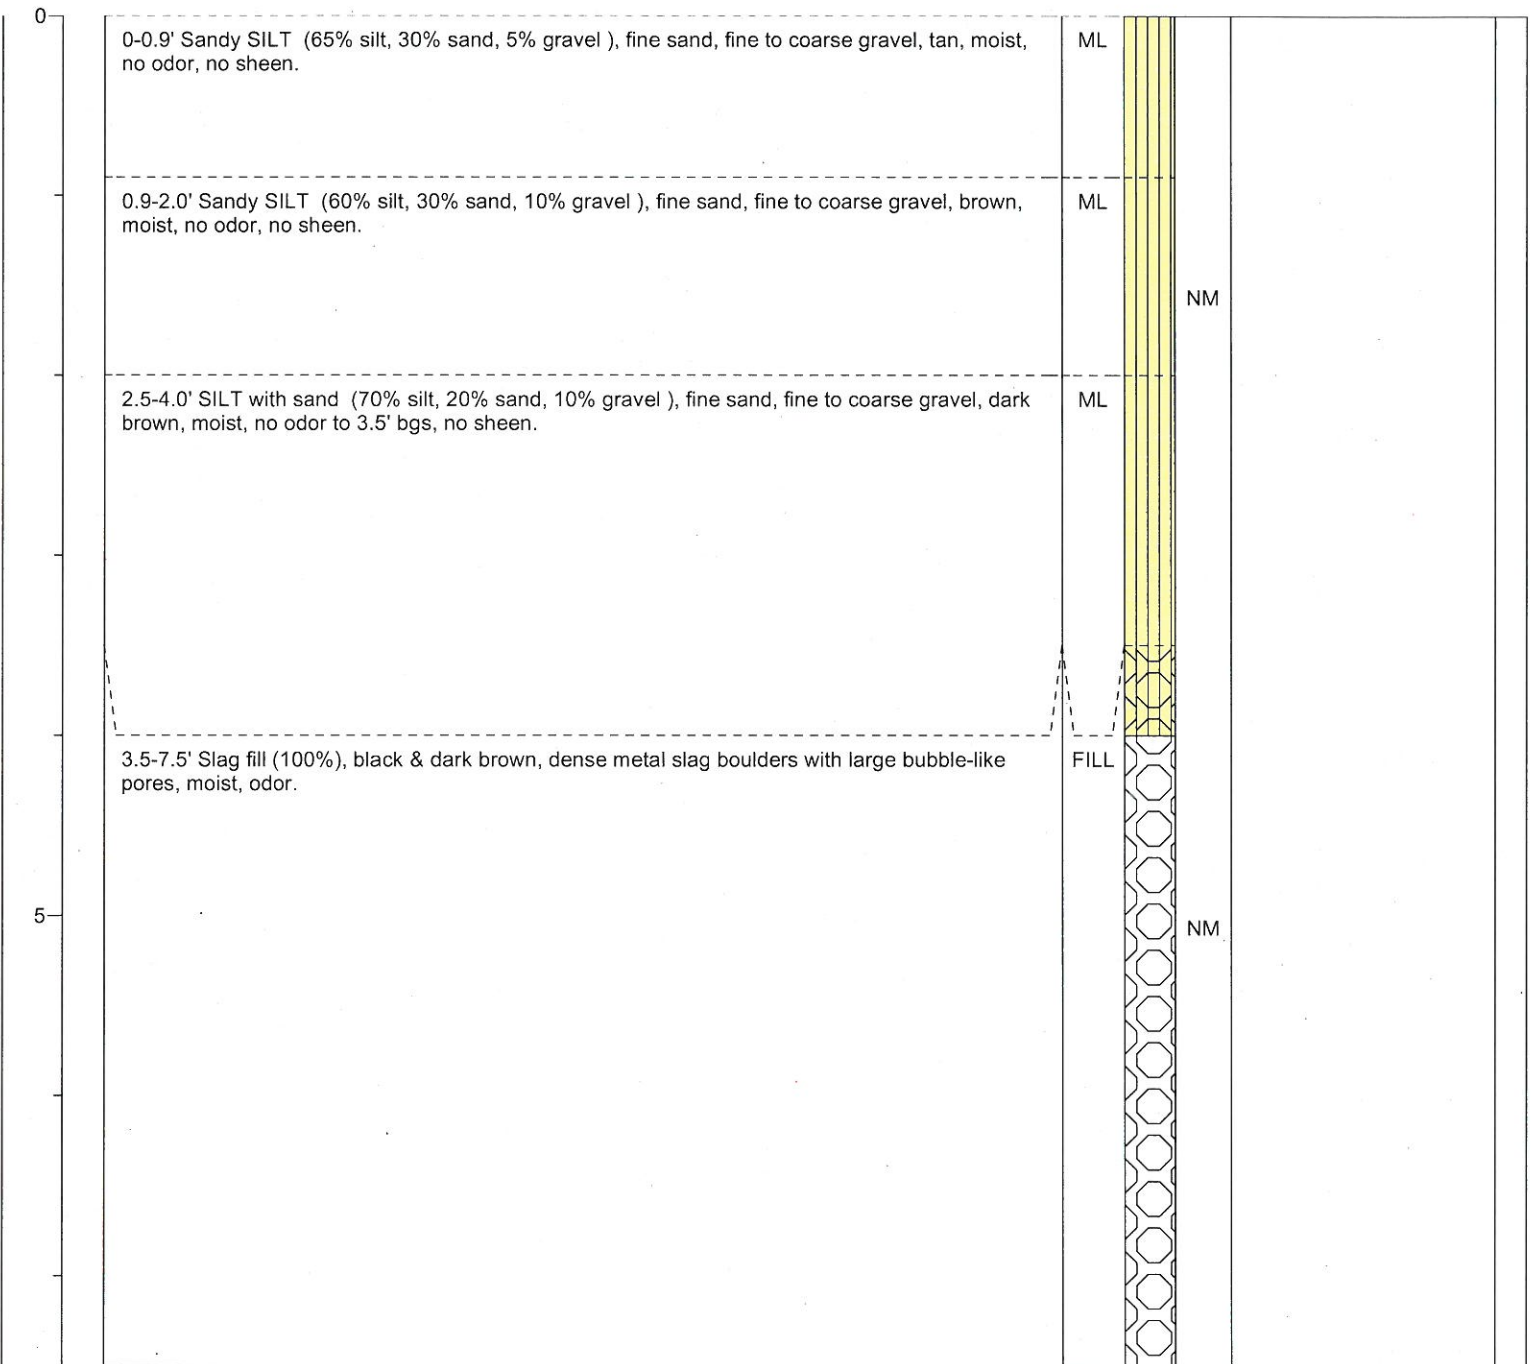 0
0-0.9' Sandy SILT (65% silt, 30% sand, 5% gravel ), fine sand, fine to coarse gravel, tan, moist,
no odor, no sheen.
ML
0.9-2.0' Sandy SILT (60% silt, 30% sand, 10% gravel ), fine sand, fine to coarse gravel, brown,
moist, no odor, no sheen.
ML
NM
2.5-4.0' SILT with sand (70% silt, 20% sand, 10% gravel ), fine sand, fine to coarse gravel, dark
brown, moist, no odor to 3.5' bgs, no sheen.
ML
3.5-7.5' Slag fill (100%), black & dark brown, dense metal slag boulders with large bubble-like
pores, moist, odor.
FILL
5
NM